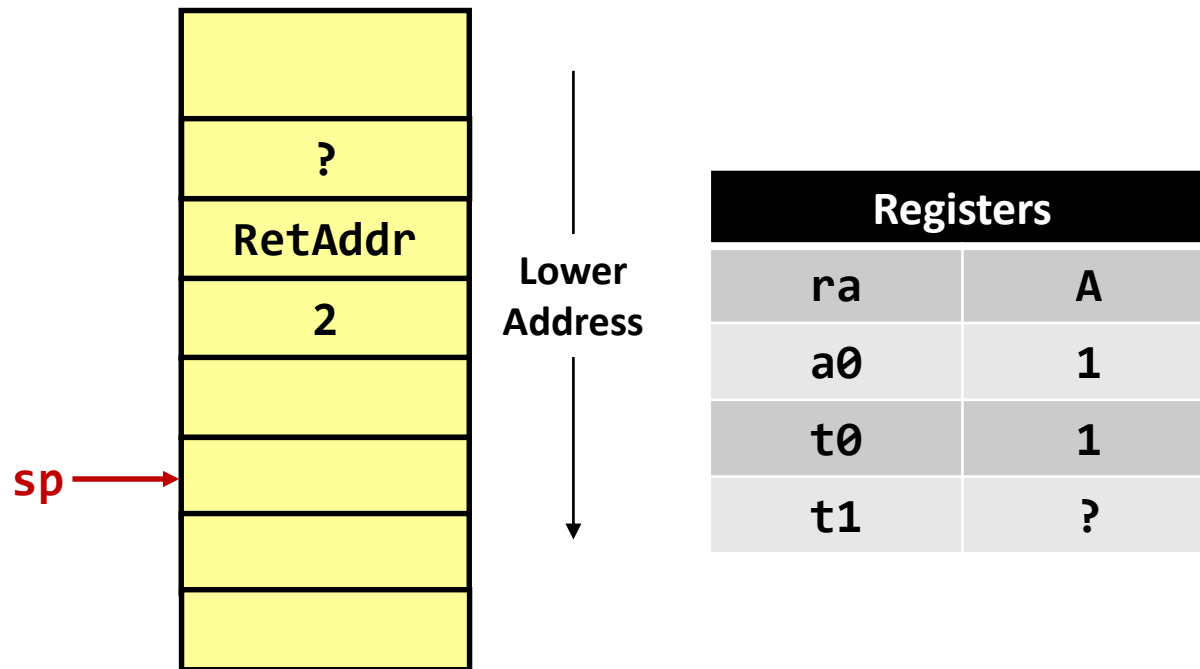 ?
RetAddr
2
sp
Lower
Address
Registers
ra A
a0 1
t0 1
t1 ?